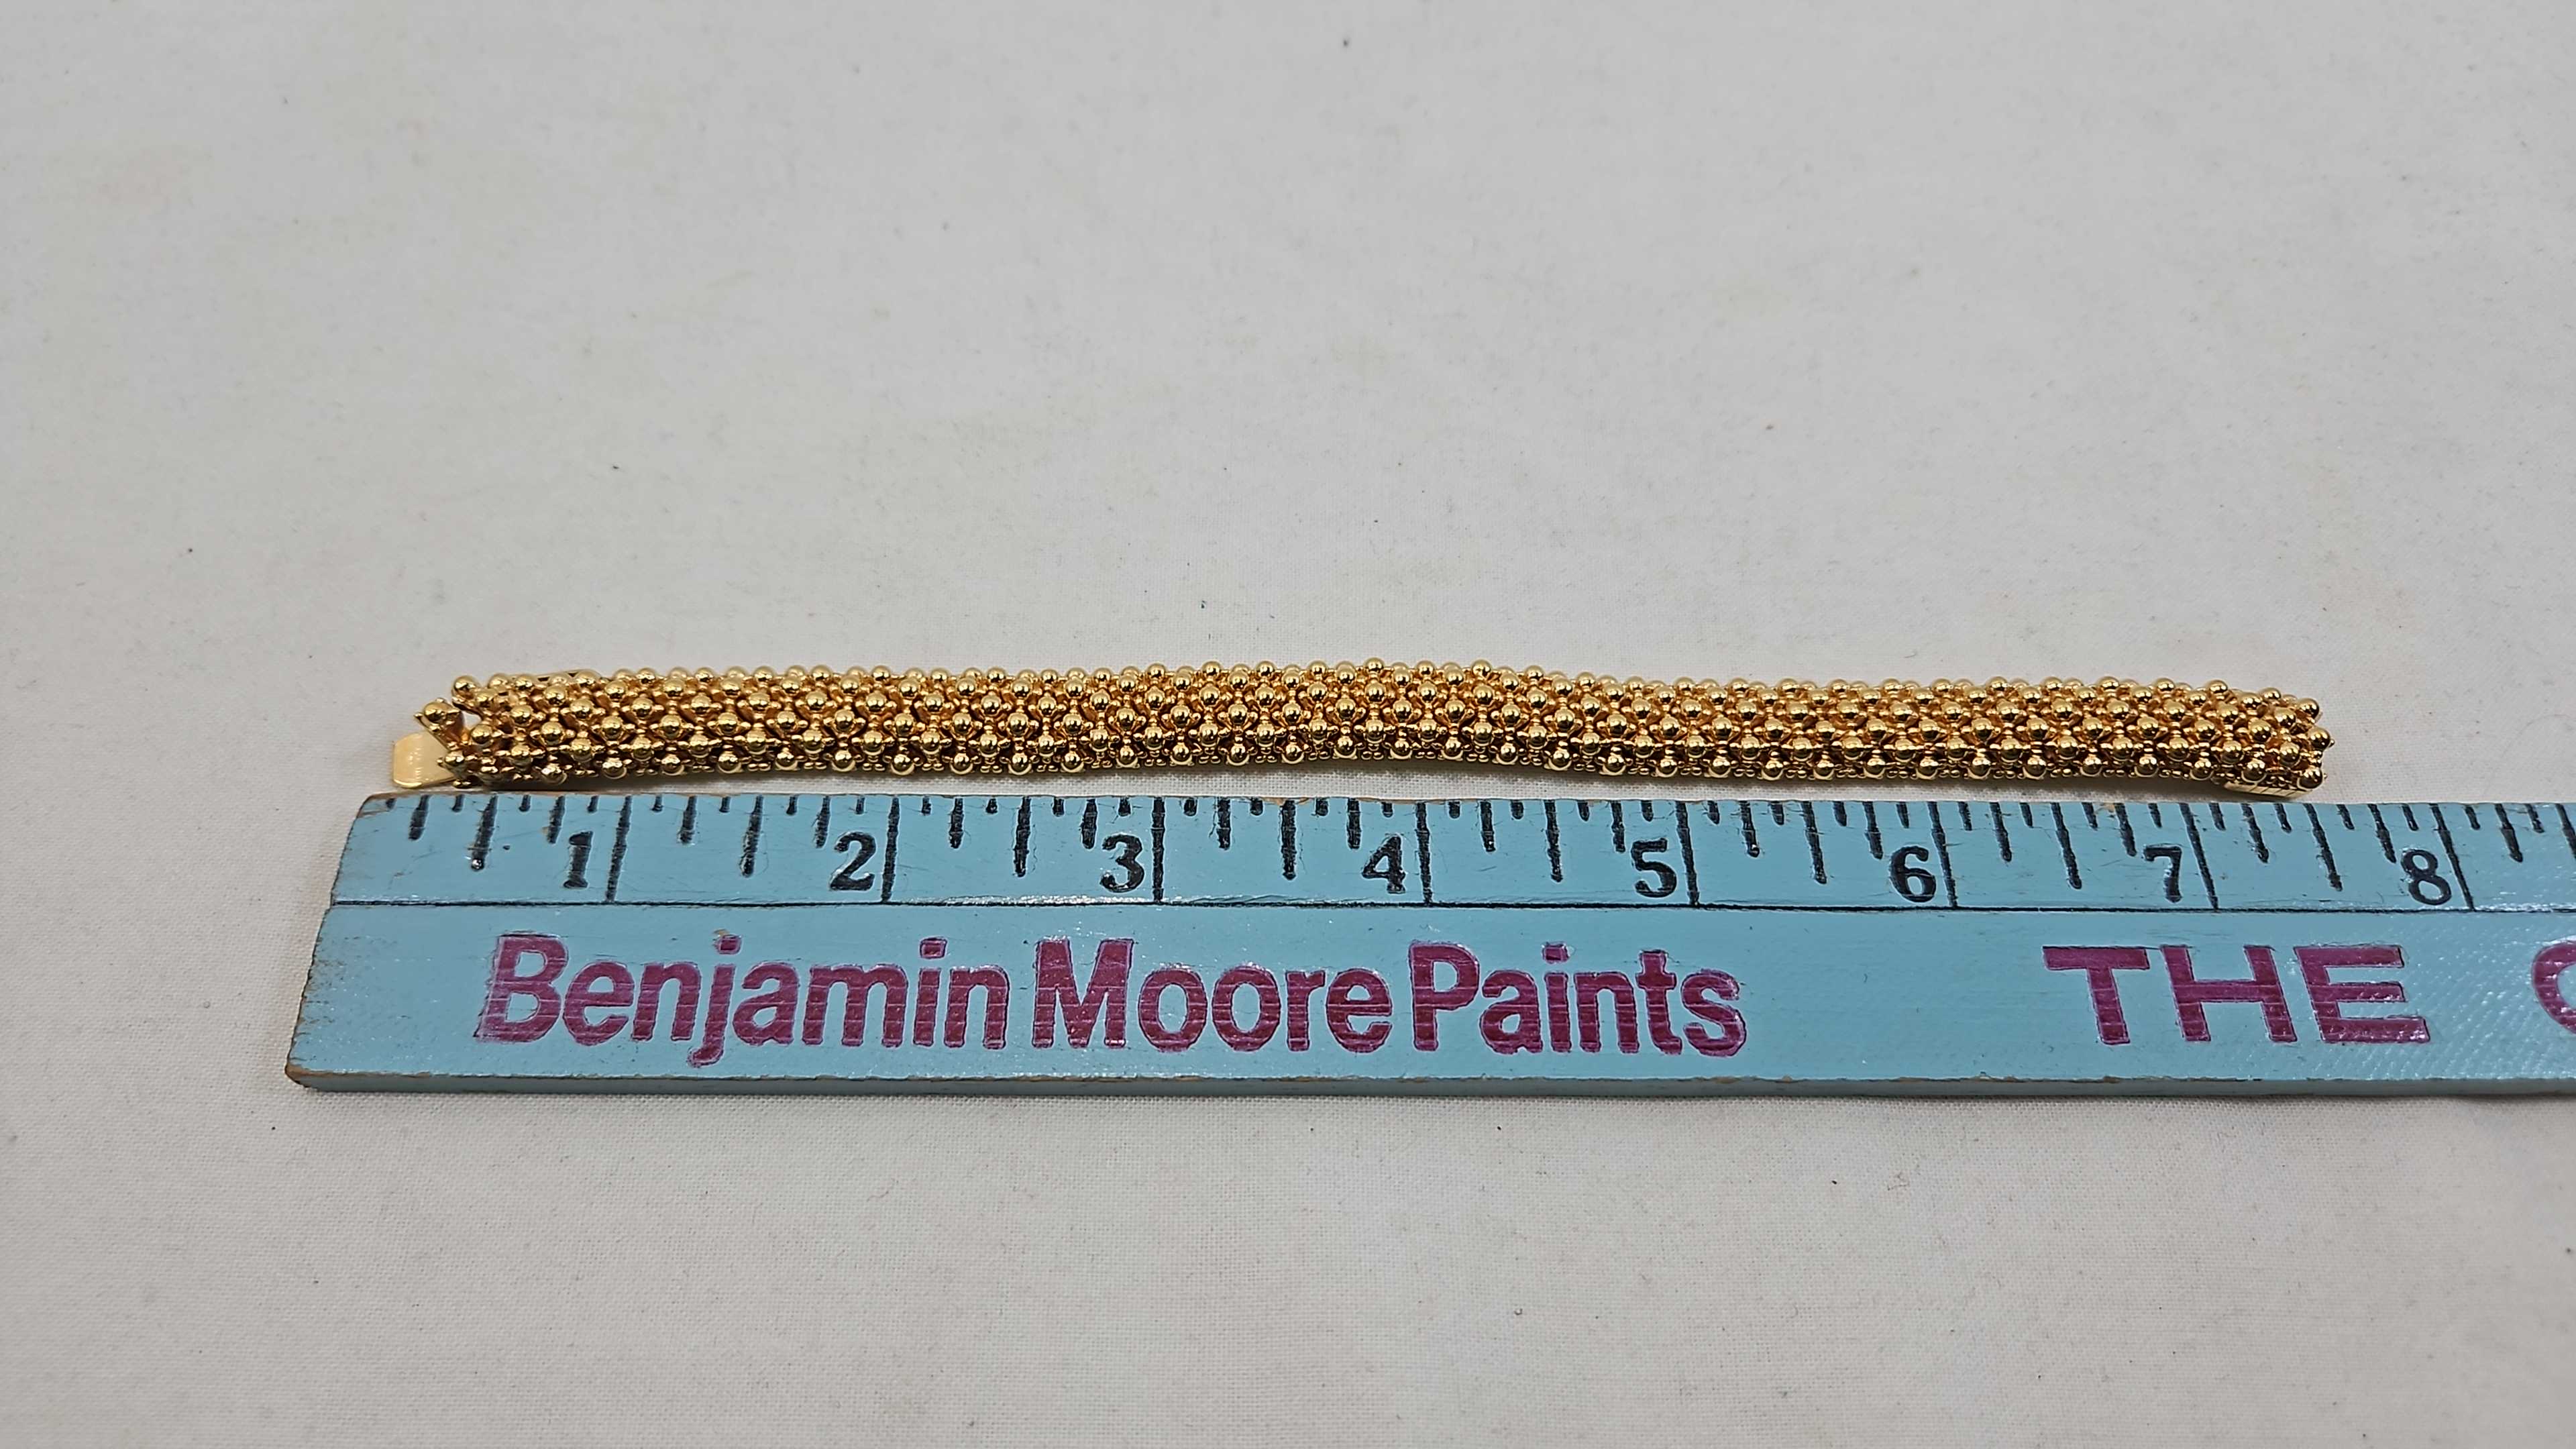 1 2 3 4 5 6 7 8
Benjamin Moore Paints THE